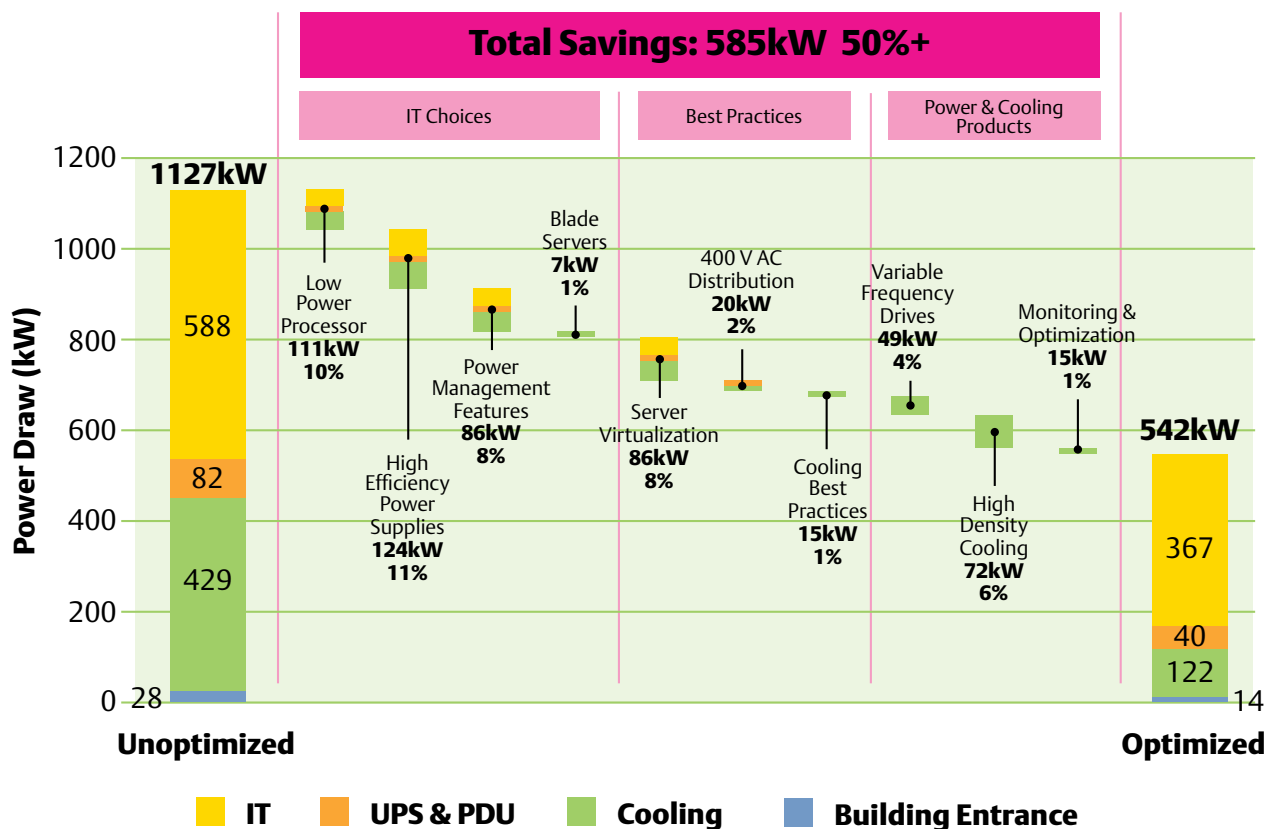 Total Savings: 585kW 50%+
IT Choices
Best Practices
Power & Cooling
Products
Power Draw (kW)
1200
1000
800
600
400
200
0
1127kW
588
82
429
28
Unoptimized
Low
Power
Processor
111kW
10%
High
Efficiency
Power
Supplies
124kW
11%
Power
Management
Features
86kW
8%
Blade
Servers
7kW
1%
Server
Virtualization
86kW
8%
400 V AC
Distribution
20kW
2%
Cooling
Best
Practices
15kW
1%
Variable
Frequency
Drives
49kW
4%
High
Density
Cooling
72kW
6%
Monitoring &
Optimization
15kW
1%
542kW
367
40
122
14
Optimized
IT
UPS & PDU
Cooling
Building Entrance